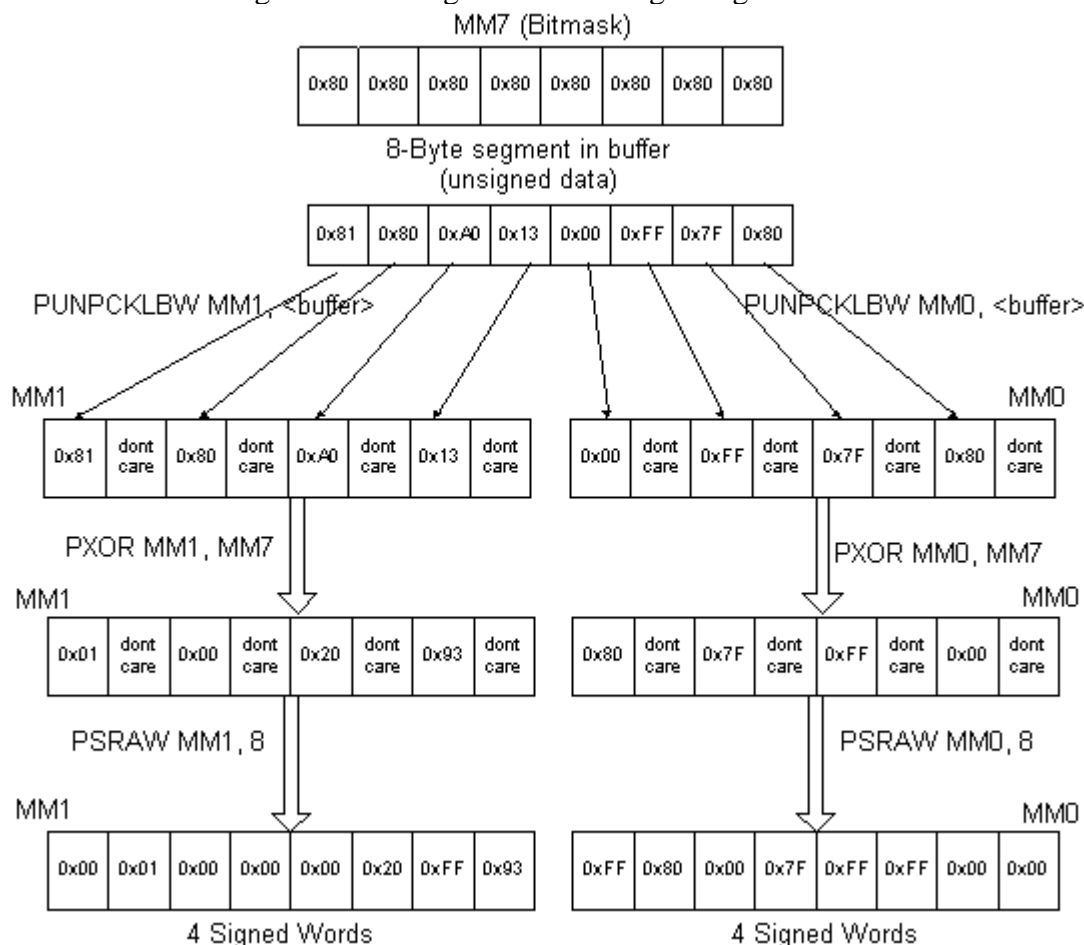 MM7 (Bitmask)
0x80 0x80 0x80 0x80 0x80 0x80 0x80 0x80
8-Byte segment in buffer
(unsigned data)
0x81 0x80 0xA0 0x13 0x00 0xFF 0x7F 0x80
PUNPCKLBW MM1, <buffer> PUNPCKLBW MM0, <buffer>
MM1 MM0
0x81 dont care 0x80 dont care 0xA0 dont care 0x13 dont care 0x00 dont care 0xFF dont care 0x7F dont care 0x80 dont care
PXOR MM1, MM7 PXOR MM0, MM7
MM1 MM0
0x01 dont care 0x00 dont care 0x20 dont care 0x93 dont care 0x80 dont care 0x7F dont care 0xFF dont care 0x00 dont care
PSRAW MM1, 8 PSRAW MM0, 8
MM1 MM0
0x00 0x01 0x00 0x00 0x00 0x20 0xFF 0x93 0xFF 0x80 0x00 0x7F 0xFF 0xFF 0x00 0x00
4 Signed Words 4 Signed Words